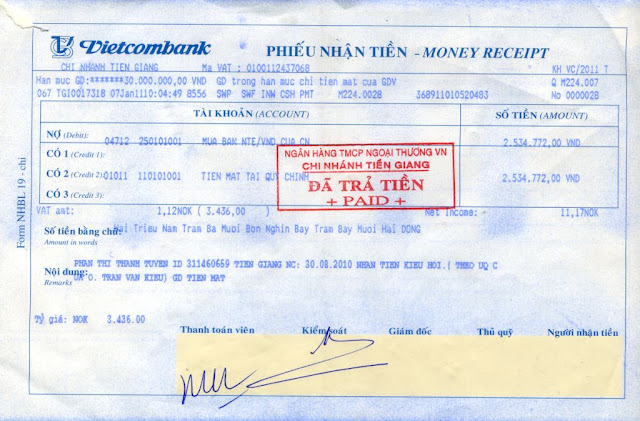 Vietcombank PHIẾU NHẬN TIỀN - MONEY RECEIPT
CHI NHANH TIEN GIANG Ma VAT : 0100112437068 KH VC/2011 T
Han muc GD:*******30.000.000,00 VND GD trong han muc chi tien mat cua GDV Q M224.007
067 TGI0017318 07Jan11 0:04:49 8556 SWP SWF INW CSH PMT M224.002B 368911010520483 No 000002B
TÀI KHOẢN (ACCOUNT) SỐ TIỀN (AMOUNT)
NỢ (Debit): 04712 250101001 MUA BAN NTE/VND CUA CN 2.534.772,00 VND
CÓ 1 (Credit 1):
CÓ 2 (Credit 2): 01011 110101001 TIEN MAT TAI QUY CHINH 2.534.772,00 VND
CÓ 3 (Credit 3):
NGÂN HÀNG TMCP NGOẠI THƯƠNG VN
CHI NHÁNH TIỀN GIANG
ĐÃ TRẢ TIỀN
+ PAID +
VAT amt: 1,12NOK ( 3.436,00 ) Net Income: 11,17NOK
Số tiền bằng chữ: Hai Trieu Nam Tram Ba Muoi Bon Nghin Bay Tram Bay Muoi Hai DONG
Amount in words
PHAN THI THANH TUYEN ID 311460659 TIEN GIANG NC: 30.08.2010 NHAN TIEN KIEU HOI.( THEO UQ C
Nội dung: UA O. TRAN VAN KIEU) GD TIEN MAT
Remarks
Tỷ giá: NOK 3.436.00
Thanh toán viên Kiểm soát Giám đốc Thủ quỹ Người nhận tiền
Form NHBL 19 - chi